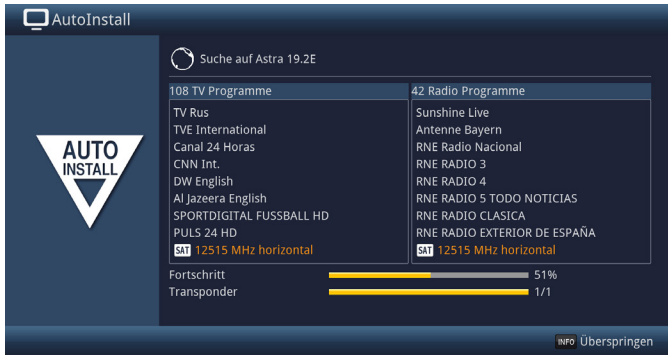 AutoInstall
Suche auf Astra 19.2E
AUTO
INSTALL
108 TV Programme
TV Rus
TVE International
Canal 24 Horas
CNN Int.
DW English
Al Jazeera English
SPORTDIGITAL FUSSBALL HD
PULS 24 HD
SAT 12515 MHz horizontal
42 Radio Programme
Sunshine Live
Antenne Bayern
RNE Radio Nacional
RNE RADIO 3
RNE RADIO 4
RNE RADIO 5 TODO NOTICIAS
RNE RADIO CLASICA
RNE RADIO EXTERIOR DE ESPAÑA
SAT 12515 MHz horizontal
Fortschritt 51%
Transponder 1/1
INFO Überspringen